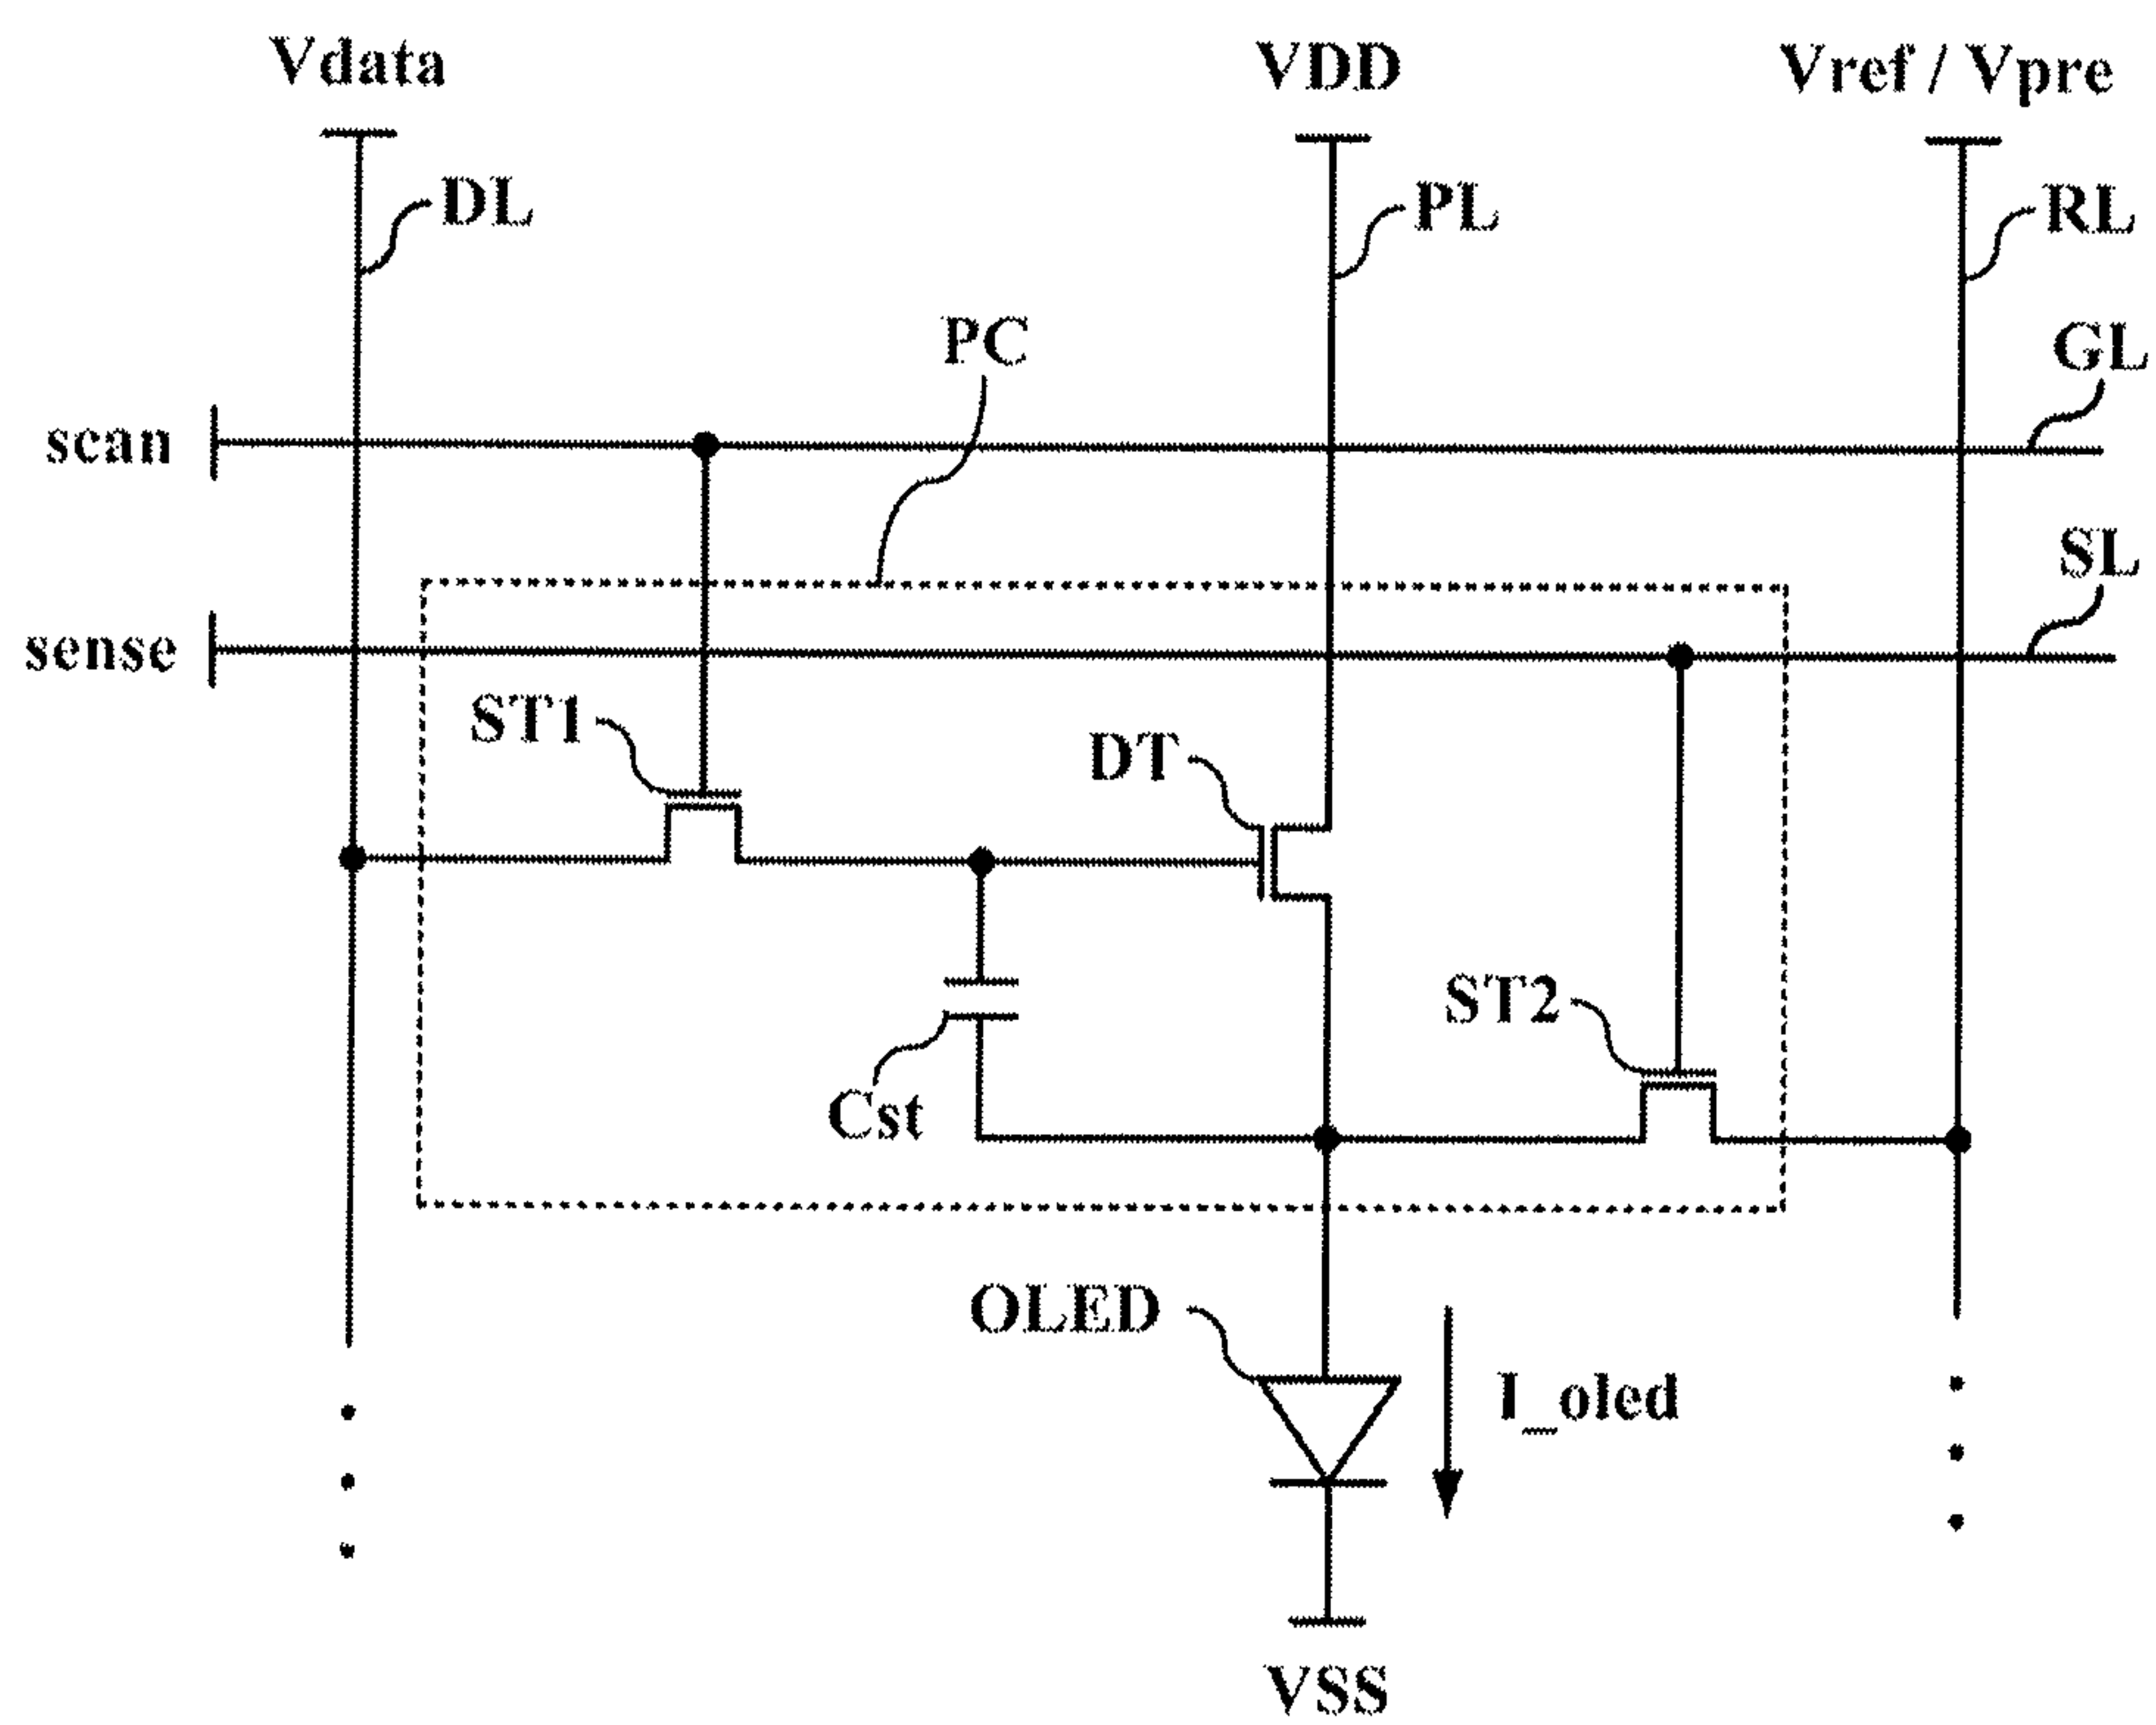 Vdata
VDD
Vref / Vpre
DL
PL
RL
PC
GL
scan
SL
sense
ST1
DT
ST2
Cst
OLED
I_oled
VSS